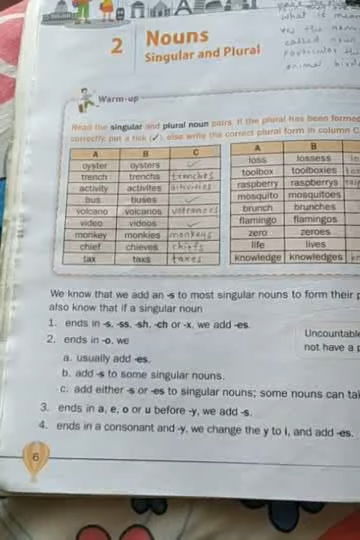 what is
2 Nouns
Singular and Plural
Warm-up
Read the singular and plural noun pairs. If the plural has been formed
correctly, put a tick (✓), else write the correct plural form in column C
A B C
oyster oysters ✓
trench trenchs trenches
activity activites activities
bus buses ✓
volcano volcanos volcanoes
video videos ✓
monkey monkies monkeys
chief chieves chiefs
tax taxs taxes
A B
loss lossess
toolbox toolboxies
raspberry raspberrys
mosquito mosquitoes
brunch brunches
flamingo flamingos
zero zeroes
life lives
knowledge knowledges
We know that we add an -s to most singular nouns to form their
also know that if a singular noun
1. ends in -s, -ss, -sh, -ch or -x, we add -es.
2. ends in -o, we
a. usually add -es.
b. add -s to some singular nouns.
c. add either -s or -es to singular nouns; some nouns can
3. ends in a, e, o or u before -y, we add -s.
4. ends in a consonant and -y, we change the y to i, and add -es.
Uncountable
not have a
6